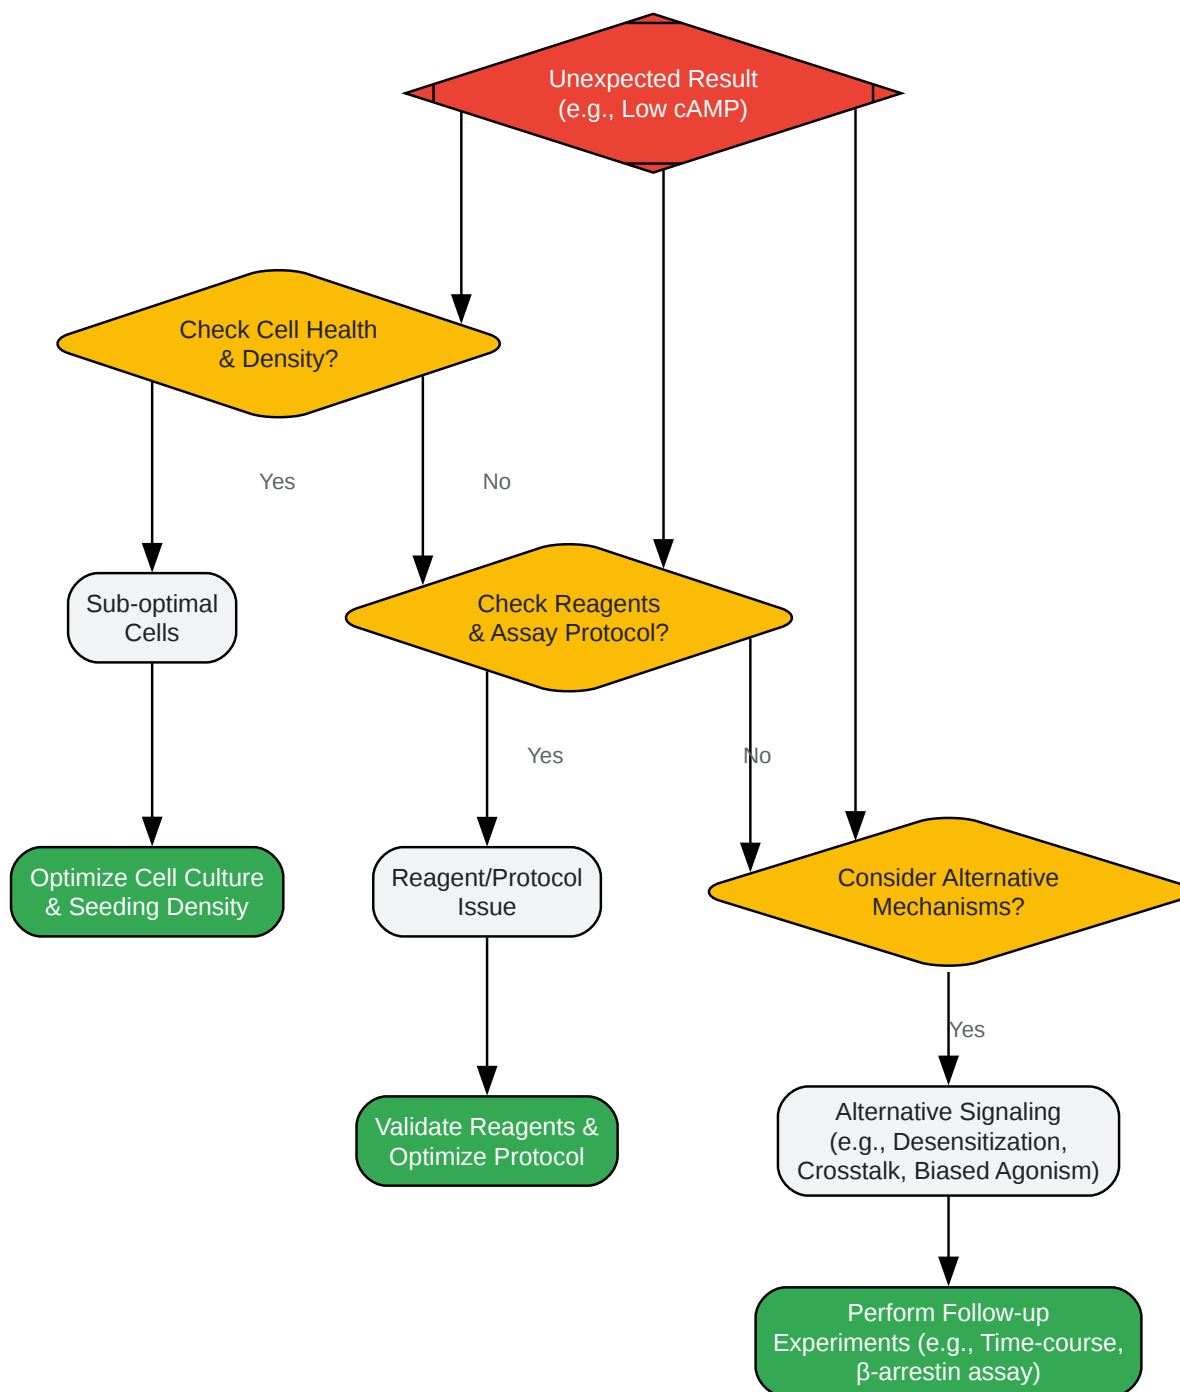 Unexpected Result
(e.g., Low cAMP)
Check Cell Health
& Density?
Yes
No
Sub-optimal
Cells
Check Reagents
& Assay Protocol?
Yes
No
Optimize Cell Culture
& Seeding Density
Reagent/Protocol
Issue
Consider Alternative
Mechanisms?
Yes
Validate Reagents &
Optimize Protocol
Alternative Signaling
(e.g., Desensitization,
Crosstalk, Biased Agonism)
Perform Follow-up
Experiments (e.g., Time-course,
β-arrestin assay)